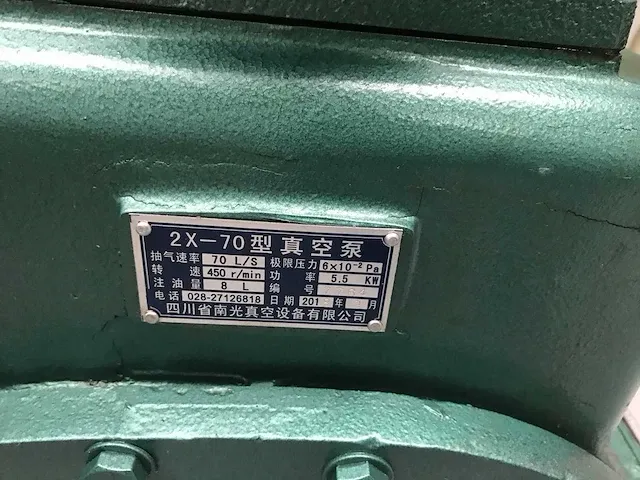 2X-70型真空泵
抽气速率 70 L/S 极限压力 6×10⁻² Pa
转速 450 r/min 功率 5.5 KW
注油量 8 L 编号
电话 028-27126818 日期 201 年 月
四川省南光真空设备有限公司